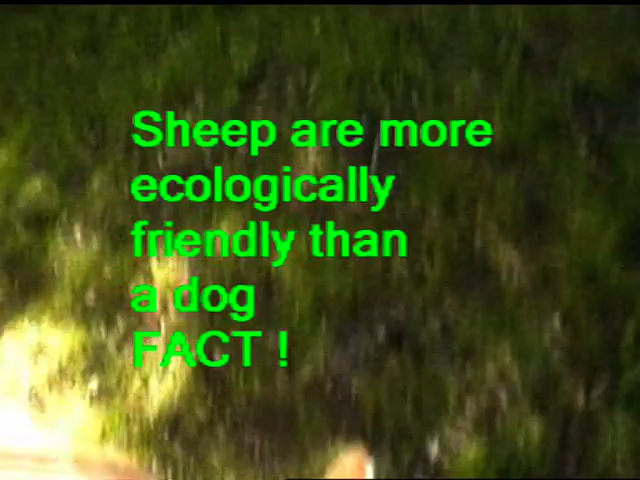 Sheep are more
ecologically
friendly than
a dog
FACT !